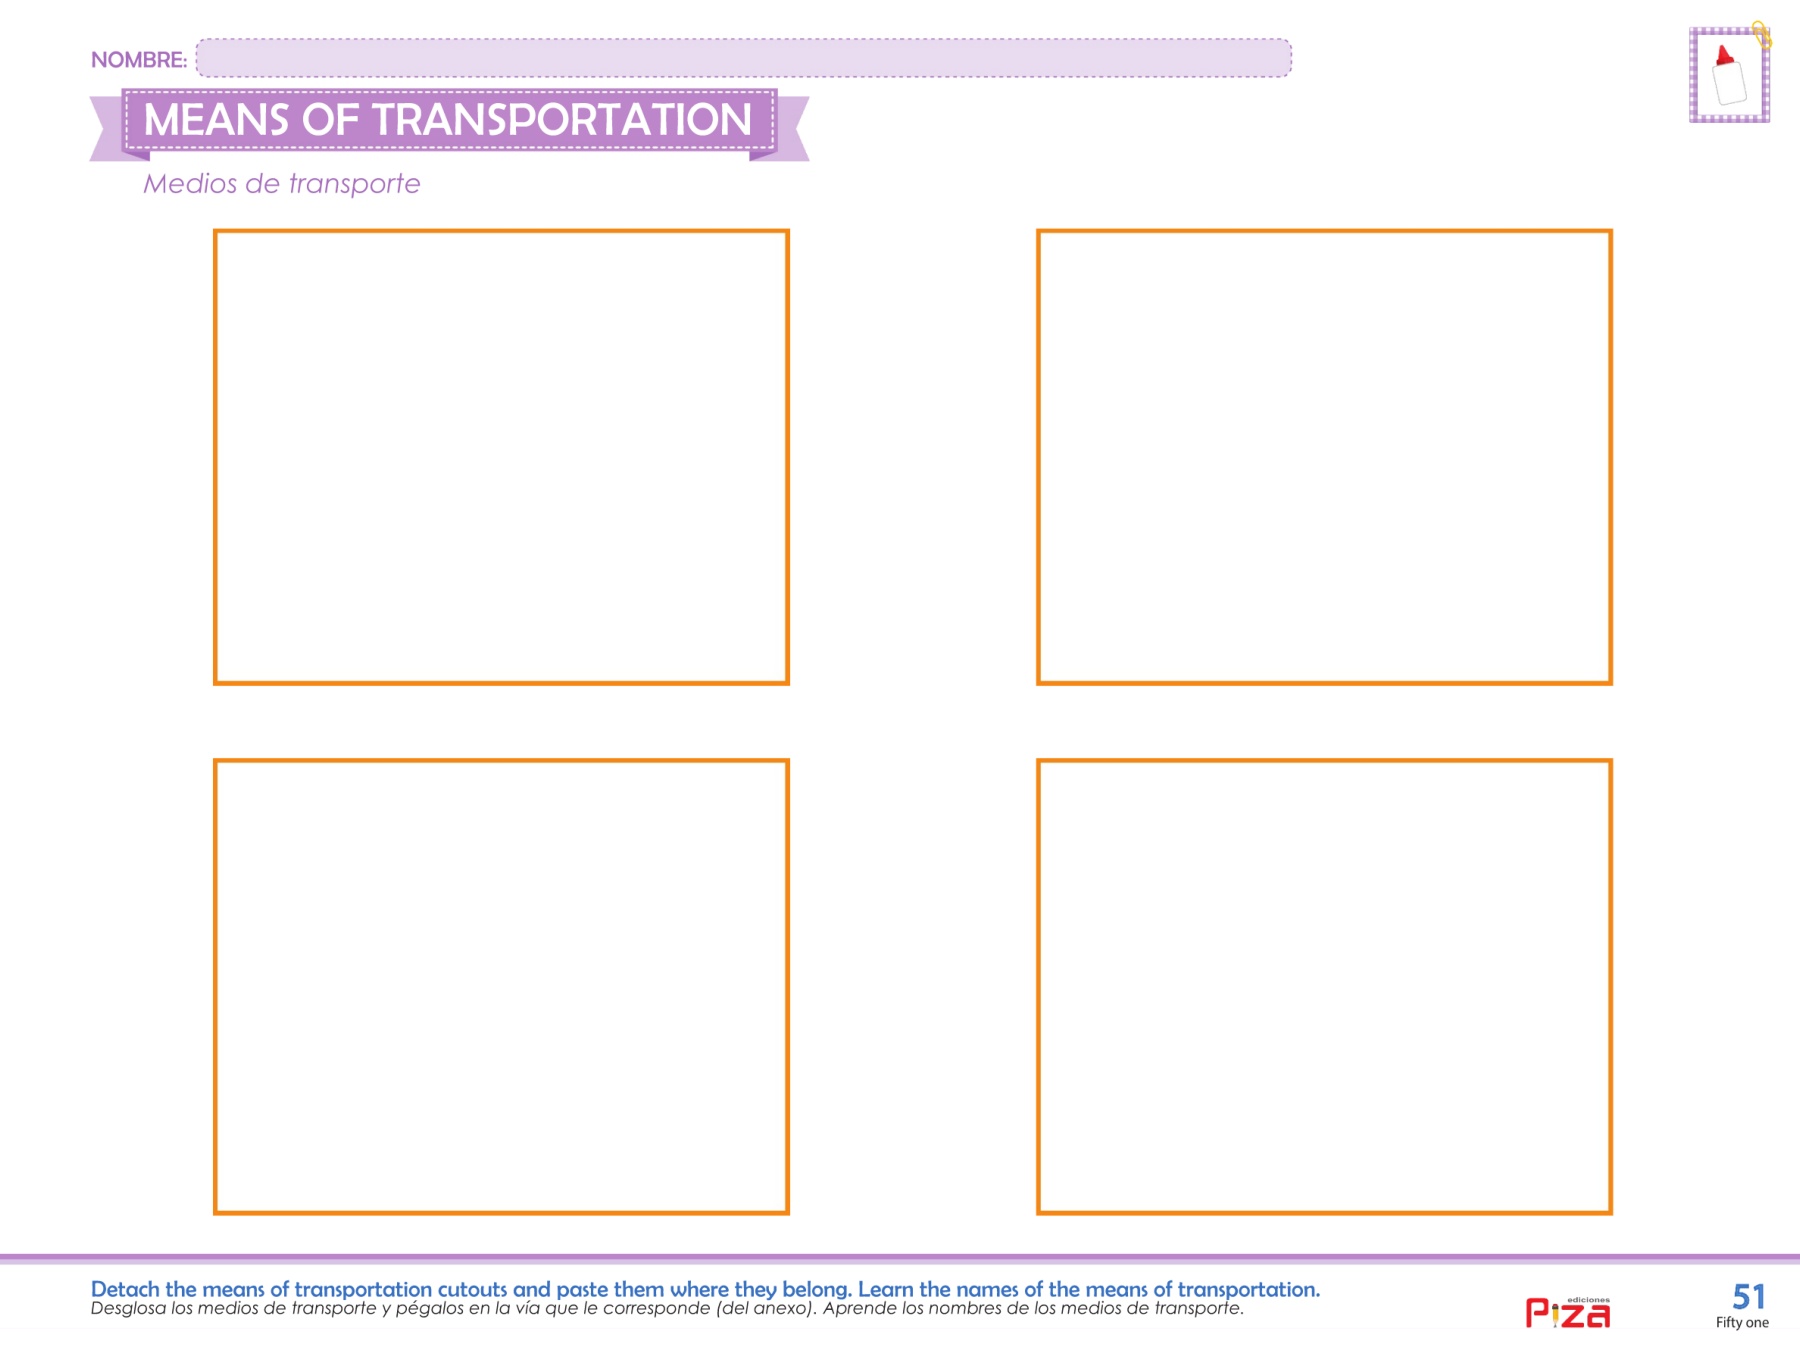 NOMBRE:
MEANS OF TRANSPORTATION
Medios de transporte
Detach the means of transportation cutouts and paste them where they belong. Learn the names of the means of transportation.
Desglosa los medios de transporte y pégalos en la vía que le corresponde (del anexo). Aprende los nombres de los medios de transporte.
ediciones
Piza
51
Fifty one